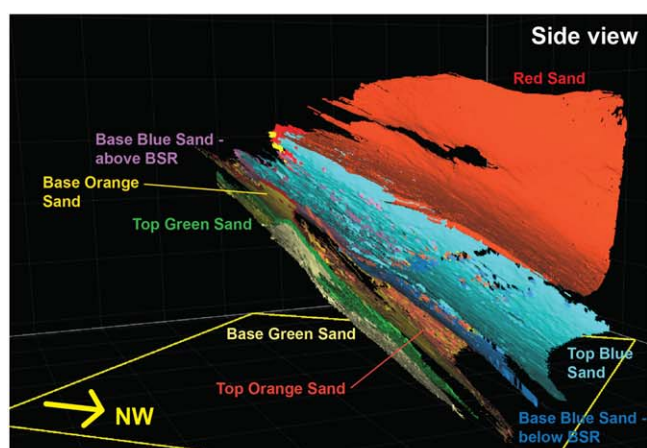 Side view
Red Sand
Base Blue Sand -
above BSR
Base Orange
Sand
Top Green Sand
Base Green Sand
Top Orange Sand
Top Blue
Sand
Base Blue Sand -
below BSR
NW